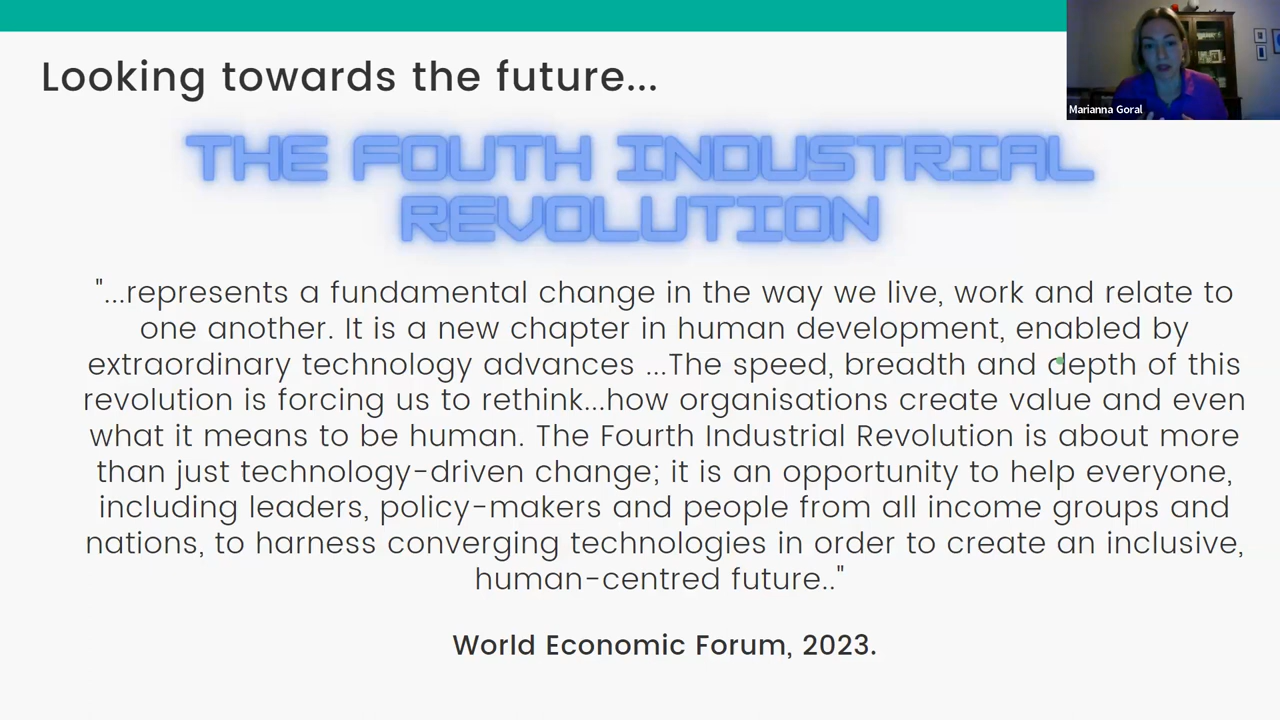 Looking towards the future...
Marianna Goral
THE FOUTH INDUSTRIAL
REVOLUTION
"...represents a fundamental change in the way we live, work and relate to
one another. It is a new chapter in human development, enabled by
extraordinary technology advances ...The speed, breadth and depth of this
revolution is forcing us to rethink...how organisations create value and even
what it means to be human. The Fourth Industrial Revolution is about more
than just technology-driven change; it is an opportunity to help everyone,
including leaders, policy-makers and people from all income groups and
nations, to harness converging technologies in order to create an inclusive,
human-centred future.."
World Economic Forum, 2023.